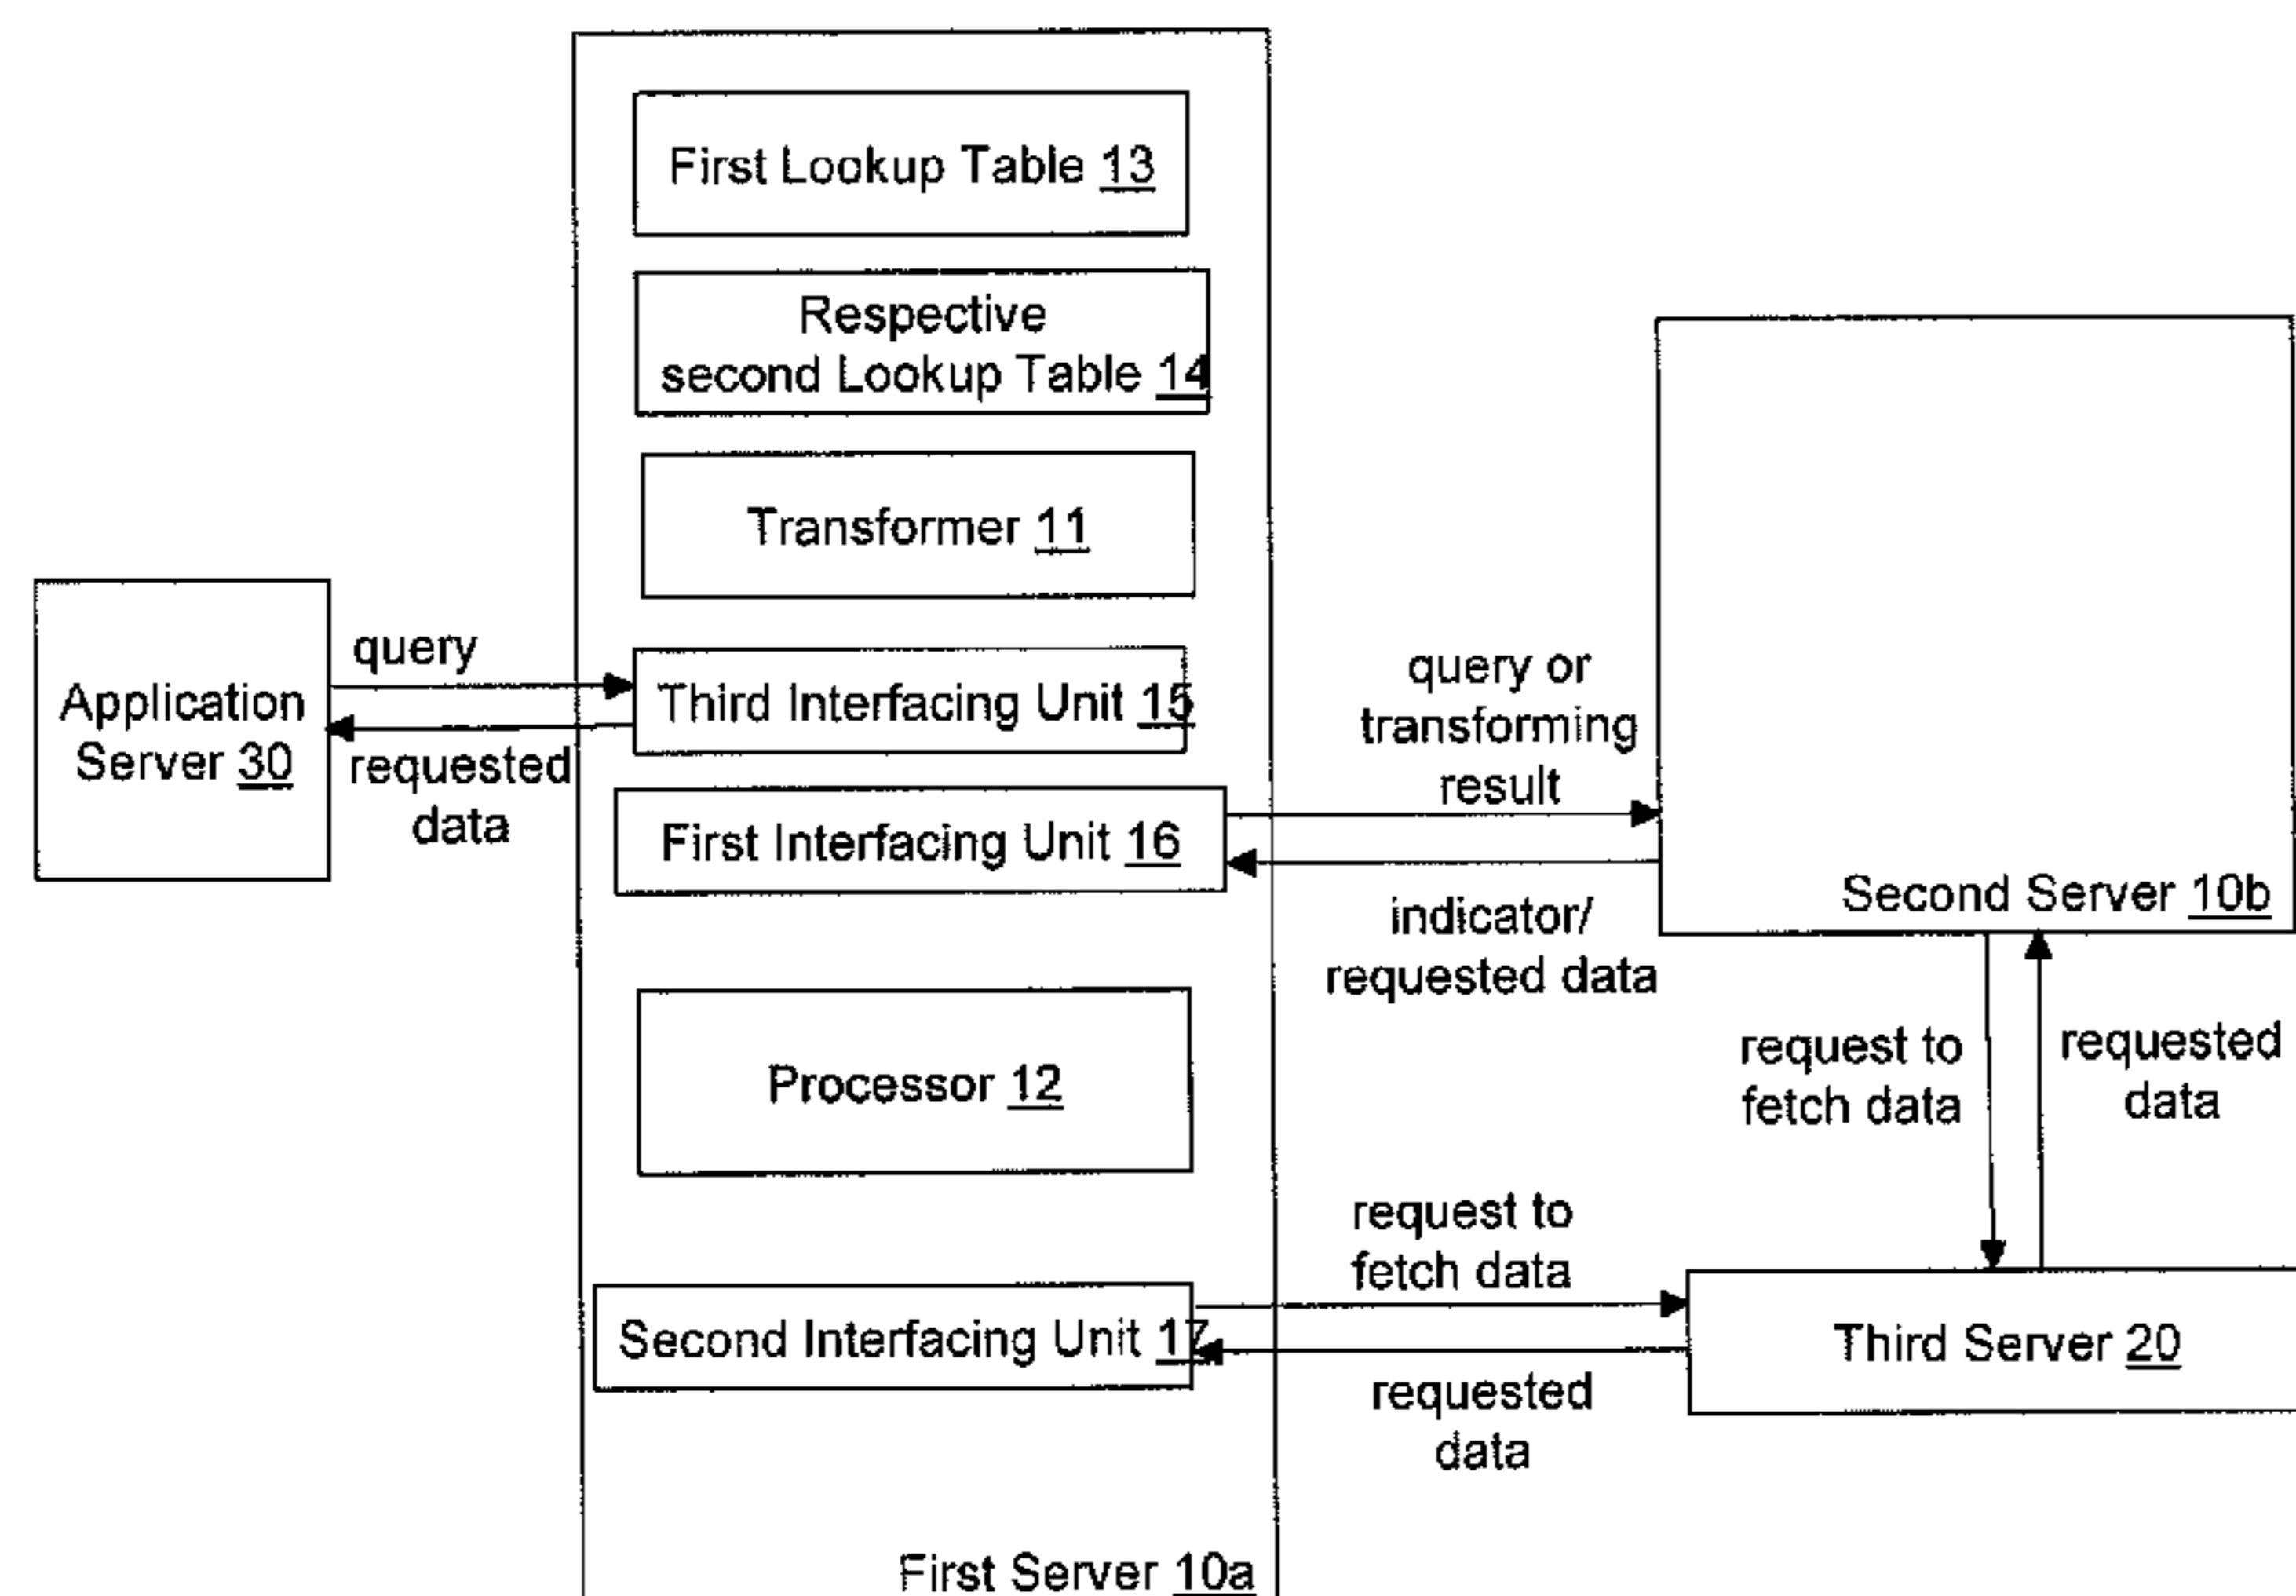 First Lookup Table 13
Respective
second Lookup Table 14
Transformer 11
Application
Server 30
query
requested
data
Third Interfacing Unit 15
First Interfacing Unit 16
query or
transforming
result
indicator/
requested data
Second Server 10b
Processor 12
request to
fetch data
requested
data
Second Interfacing Unit 17
request to
fetch data
requested
data
Third Server 20
First Server 10a